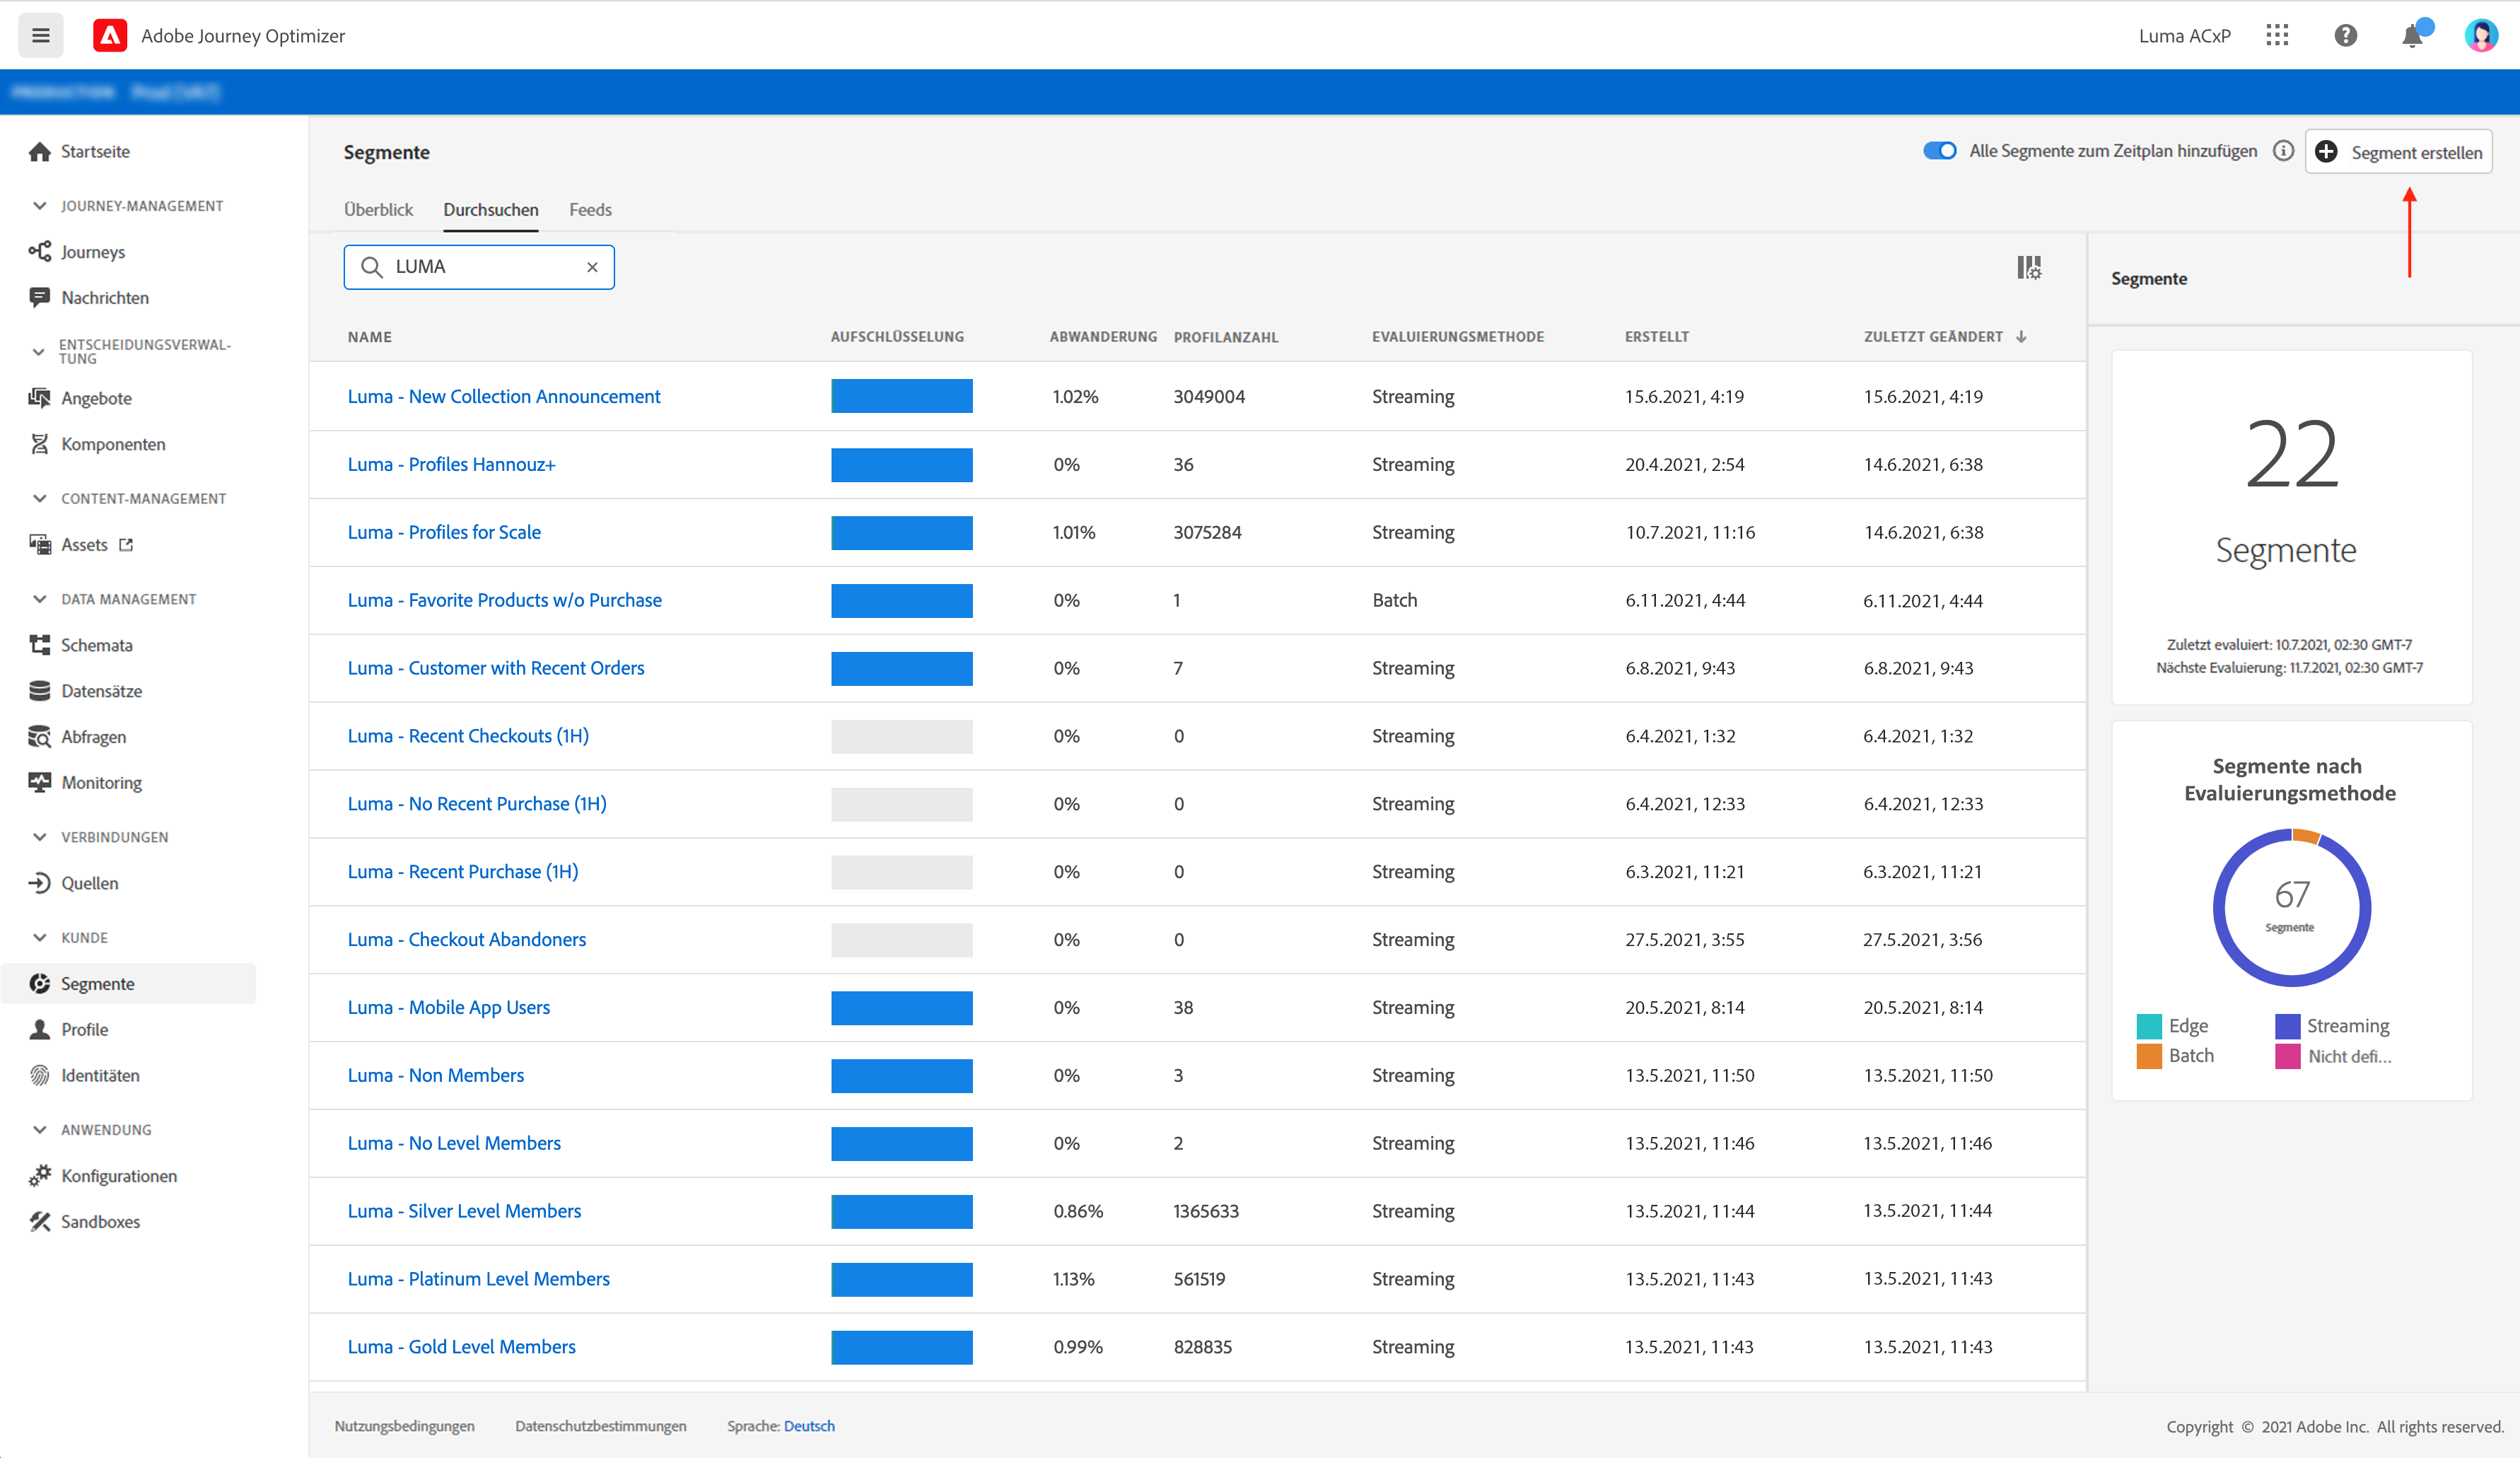 Adobe Journey Optimizer
Luma ACxP
Startseite
JOURNEY-MANAGEMENT
Journeys
Nachrichten
ENTSCHEIDUNGSVERWAL-
TUNG
Angebote
Komponenten
CONTENT-MANAGEMENT
Assets
DATA MANAGEMENT
Schemata
Datensätze
Abfragen
Monitoring
VERBINDUNGEN
Quellen
KUNDE
Segmente
Profile
Identitäten
ANWENDUNG
Konfigurationen
Sandboxes
Segmente
Alle Segmente zum Zeitplan hinzufügen
Segment erstellen
Überblick Durchsuchen Feeds
LUMA
NAME AUFSCHLÜSSELUNG ABWANDERUNG PROFILANZAHL EVALUIERUNGSMETHODE ERSTELLT ZULETZT GEÄNDERT
Luma - New Collection Announcement 1.02% 3049004 Streaming 15.6.2021, 4:19 15.6.2021, 4:19
Luma - Profiles Hannouz+ 0% 36 Streaming 20.4.2021, 2:54 14.6.2021, 6:38
Luma - Profiles for Scale 1.01% 3075284 Streaming 10.7.2021, 11:16 14.6.2021, 6:38
Luma - Favorite Products w/o Purchase 0% 1 Batch 6.11.2021, 4:44 6.11.2021, 4:44
Luma - Customer with Recent Orders 0% 7 Streaming 6.8.2021, 9:43 6.8.2021, 9:43
Luma - Recent Checkouts (1H) 0% 0 Streaming 6.4.2021, 1:32 6.4.2021, 1:32
Luma - No Recent Purchase (1H) 0% 0 Streaming 6.4.2021, 12:33 6.4.2021, 12:33
Luma - Recent Purchase (1H) 0% 0 Streaming 6.3.2021, 11:21 6.3.2021, 11:21
Luma - Checkout Abandoners 0% 0 Streaming 27.5.2021, 3:55 27.5.2021, 3:56
Luma - Mobile App Users 0% 38 Streaming 20.5.2021, 8:14 20.5.2021, 8:14
Luma - Non Members 0% 3 Streaming 13.5.2021, 11:50 13.5.2021, 11:50
Luma - No Level Members 0% 2 Streaming 13.5.2021, 11:46 13.5.2021, 11:46
Luma - Silver Level Members 0.86% 1365633 Streaming 13.5.2021, 11:44 13.5.2021, 11:44
Luma - Platinum Level Members 1.13% 561519 Streaming 13.5.2021, 11:43 13.5.2021, 11:43
Luma - Gold Level Members 0.99% 828835 Streaming 13.5.2021, 11:43 13.5.2021, 11:43
Segmente
22
Segmente
Zuletzt evaluiert: 10.7.2021, 02:30 GMT-7
Nächste Evaluierung: 11.7.2021, 02:30 GMT-7
Segmente nach
Evaluierungsmethode
67
Segmente
Edge Streaming
Batch Nicht defi...
Nutzungsbedingungen Datenschutzbestimmungen Sprache: Deutsch
Copyright © 2021 Adobe Inc. All rights reserved.